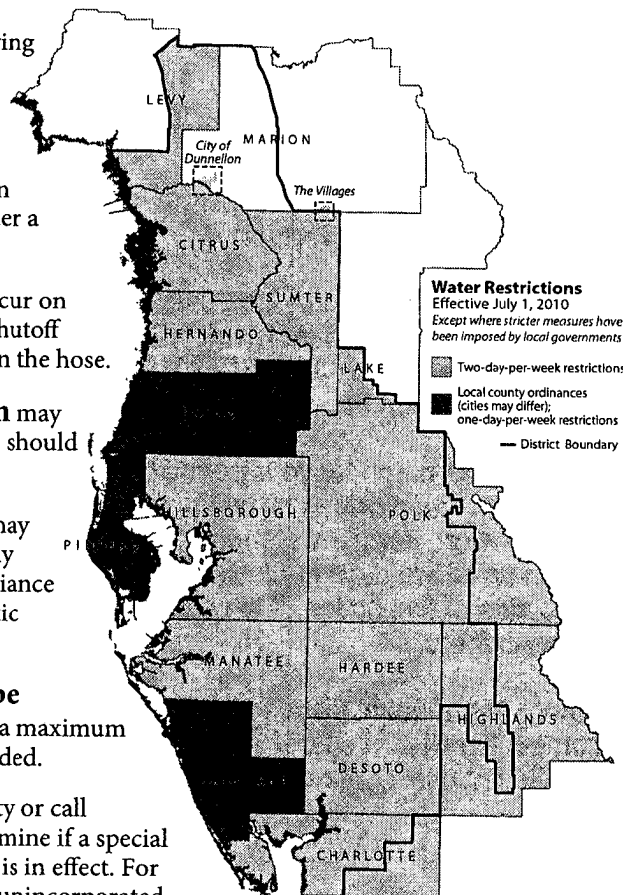 ing
n
er a
cur on
hutoff
n the hose.
n may
should
nay
y
iance
tic
be
a maximum
ded.
ty or call
mine if a special
is in effect. For
unincorporated
LEVY
MARION
City of
Dunnellon
The Villages
CITRUS
SUMTER
HERNANDO
LAKE
HILLSBOROUGH
POLK
MANATEE
HARDEE
HIGHLANDS
DESOTO
CHARLOTTE
Water Restrictions
Effective July 1, 2010
Except where stricter measures have
been imposed by local governments
Two-day-per-week restrictions
Local county ordinances
(cities may differ);
one-day-per-week restrictions
District Boundary